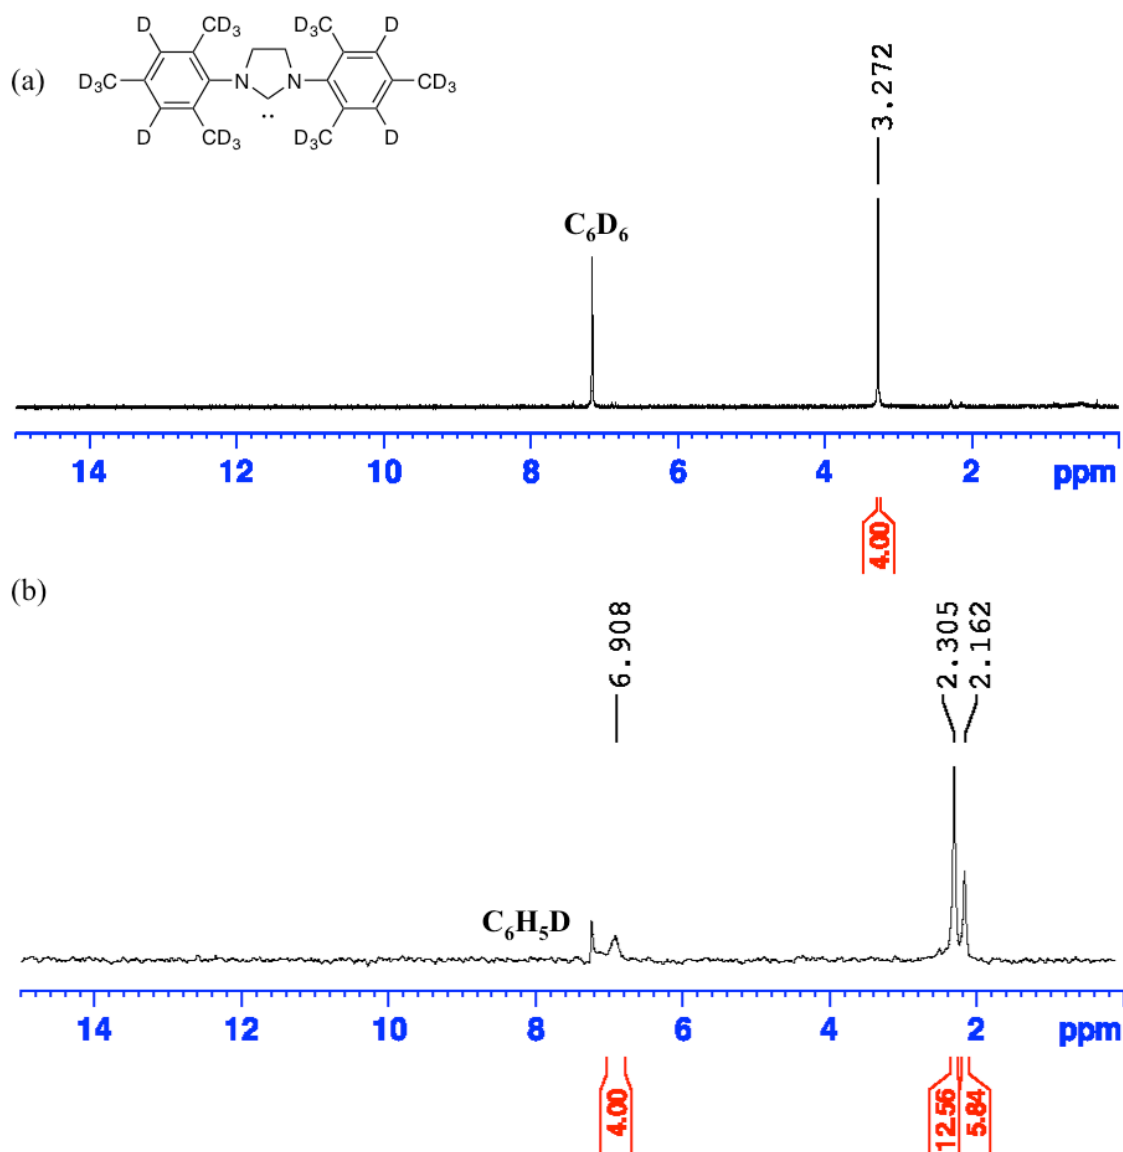 (a)
D CD₃ D₃C D
D₃C N N CD₃
D CD₃ D₃C D
..
3.272
C₆D₆
14 12 10 8 6 4 2 ppm
4.00
(b)
6.908
2.305
2.162
C₆H₅D
14 12 10 8 6 4 2 ppm
4.00
12.56
5.84